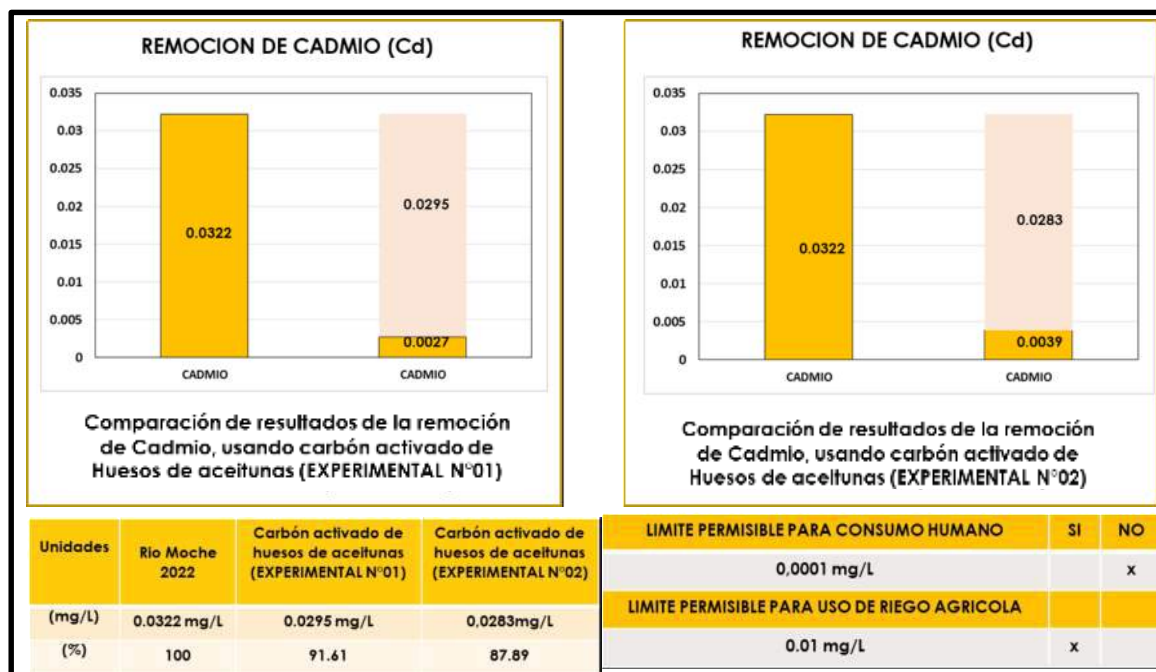 REMOCION DE CADMIO (Cd)
0.035
0.03
0.025
0.02
0.015
0.01
0.005
0
0.0322
0.0295
0.0027
CADMIO
CADMIO
Comparación de resultados de la remoción
de Cadmio, usando carbón activado de
Huesos de aceitunas (EXPERIMENTAL N°01)
REMOCION DE CADMIO (Cd)
0.035
0.03
0.025
0.02
0.015
0.01
0.005
0
0.0322
0.0283
0.0039
CADMIO
CADMIO
Comparación de resultados de la remoción
de Cadmio, usando carbón activado de
Huesos de aceitunas (EXPERIMENTAL N°02)
Unidades
Rio Moche
2022
Carbón activado de
huesos de aceitunas
(EXPERIMENTAL N°01)
Carbón activado de
huesos de aceitunas
(EXPERIMENTAL N°02)
(mg/L)
0.0322 mg/L
0.0295 mg/L
0,0283mg/L
(%)
100
91.61
87.89
LIMITE PERMISIBLE PARA CONSUMO HUMANO
SI
NO
0,0001 mg/L
x
LIMITE PERMISIBLE PARA USO DE RIEGO AGRICOLA
0.01 mg/L
x